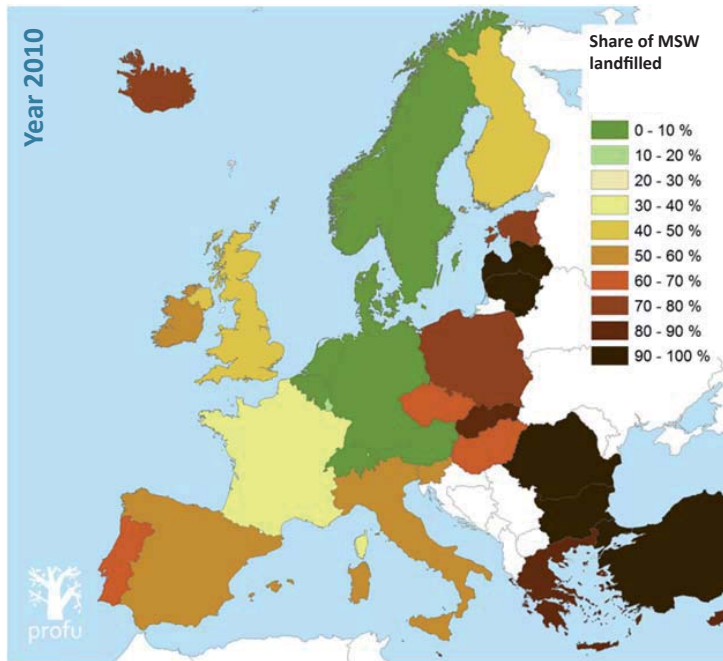 Year 2010
Share of MSW
landfilled
0 - 10 %
10 - 20 %
20 - 30 %
30 - 40 %
40 - 50 %
50 - 60 %
60 - 70 %
70 - 80 %
80 - 90 %
90 - 100 %
profu